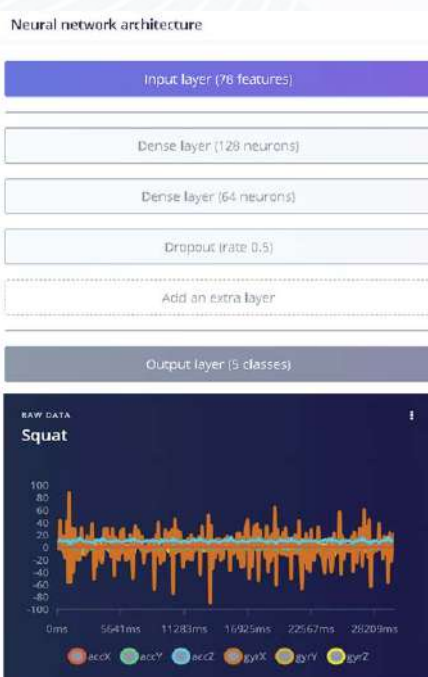 Neural network architecture
Input layer (78 features)
Dense layer (128 neurons)
Dense layer (64 neurons)
Dropout (rate 0.5)
Add an extra layer
Output layer (5 classes)
RAW DATA
Squat
100
80
60
40
20
0
-20
-40
-60
-80
-100
0ms 5641ms 11283ms 16925ms 22567ms 28209ms
accX accY accZ gyrX gyrY gyrZ